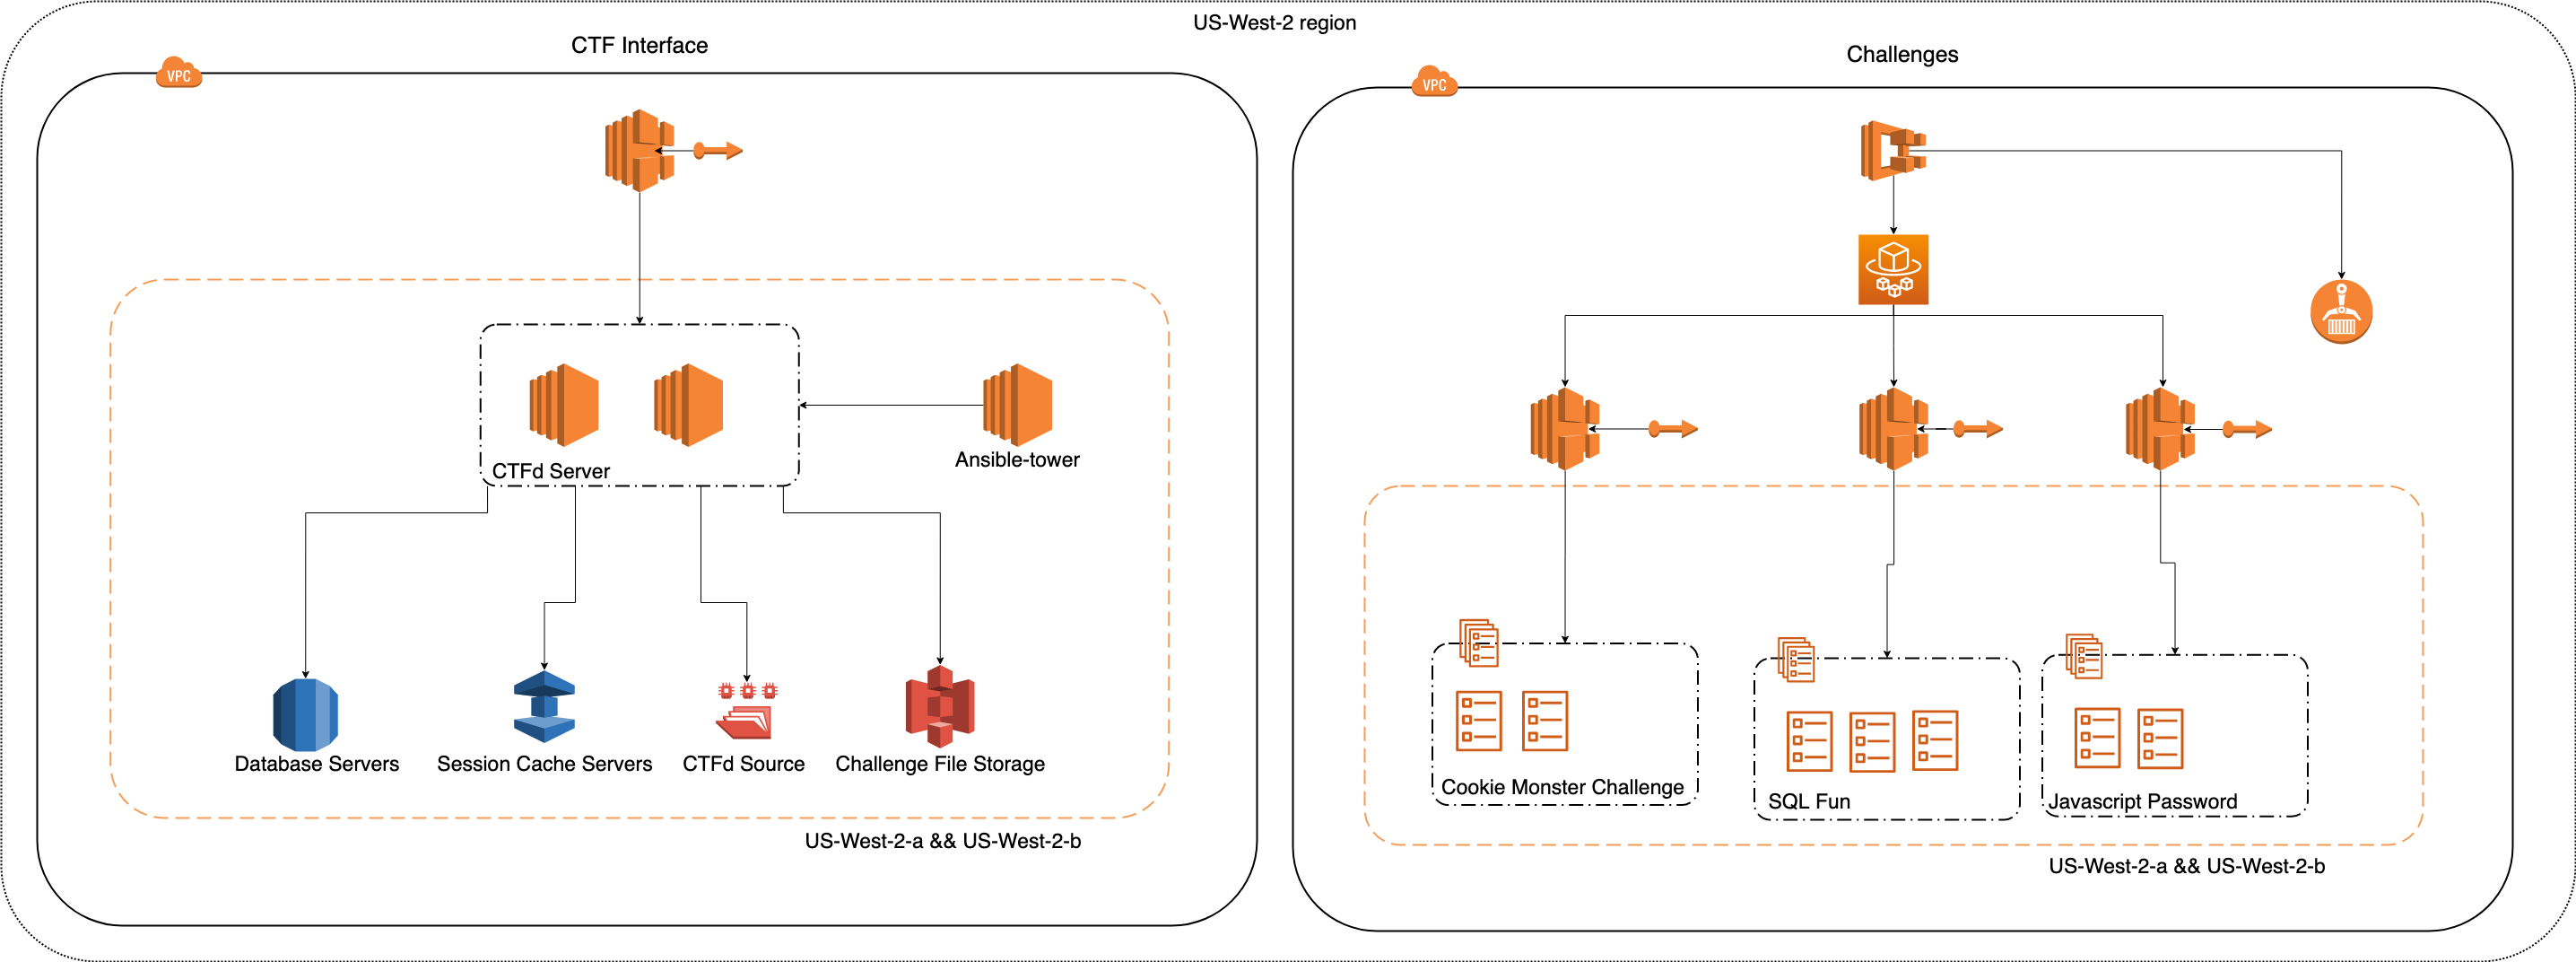 US-West-2 region
CTF Interface
VPC
CTFd Server
Ansible-tower
Database Servers
Session Cache Servers
CTFd Source
Challenge File Storage
US-West-2-a && US-West-2-b
Challenges
VPC
Cookie Monster Challenge
SQL Fun
Javascript Password
US-West-2-a && US-West-2-b